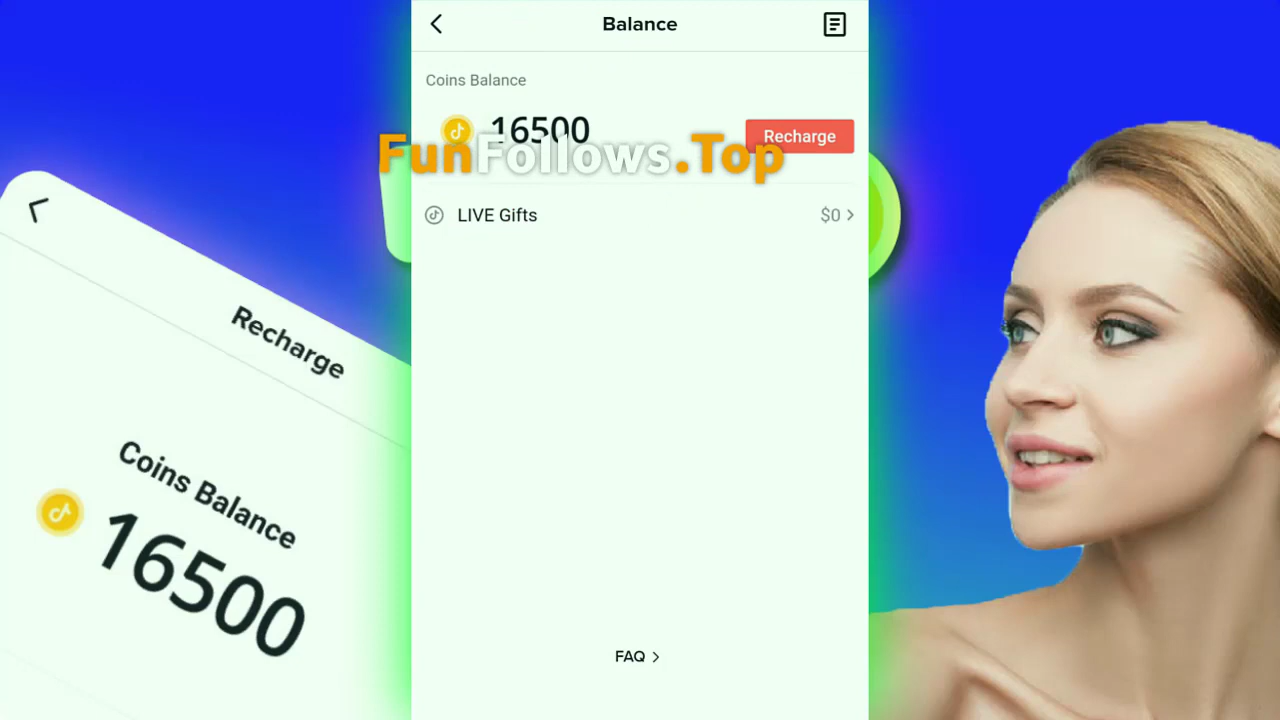 Balance
Coins Balance
16500
Recharge
FunFollows.Top
LIVE Gifts
$0
FAQ
Recharge
Coins Balance
16500